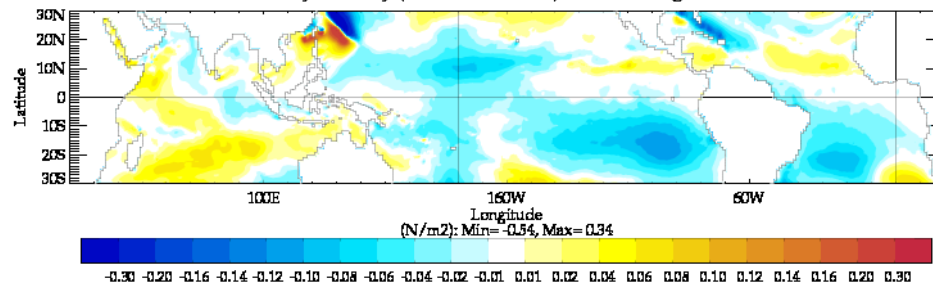 30N
20N
10N
0
10S
20S
30S
Latitude
100E 160W 60W
Longitude
(N/m2): Min= -0.54, Max= 0.34
-0.30 -0.20 -0.16 -0.14 -0.12 -0.10 -0.08 -0.06 -0.04 -0.02 -0.01 0.01 0.02 0.04 0.06 0.08 0.10 0.12 0.14 0.16 0.20 0.30